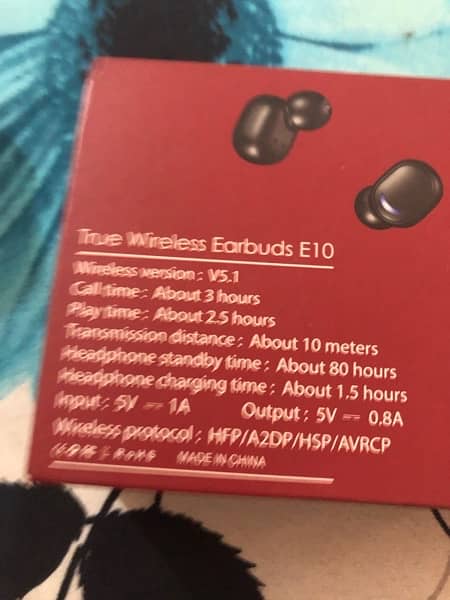 True Wireless Earbuds E10
Wireless version : V5.1
Call time : About 3 hours
Play time : About 2.5 hours
Transmission distance : About 10 meters
Headphone standby time : About 80 hours
Headphone charging time : About 1.5 hours
Input : 5V ⎓ 1A Output : 5V ⎓ 0.8A
Wireless protocol : HFP/A2DP/HSP/AVRCP
MADE IN CHINA